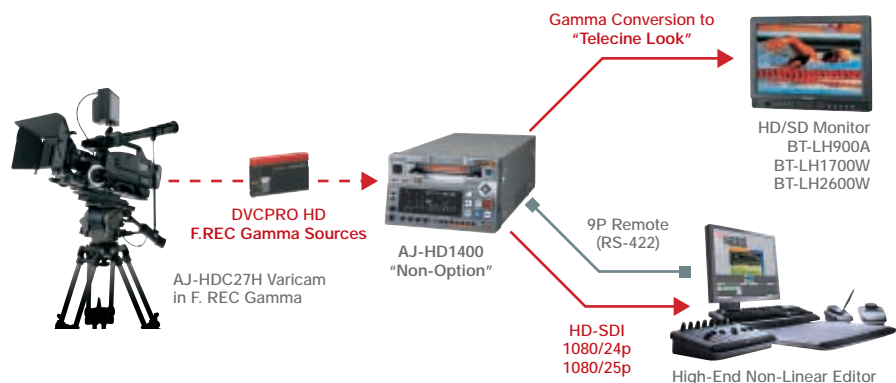 Gamma Conversion to
“Telecine Look”
HD/SD Monitor
BT-LH900A
BT-LH1700W
BT-LH2600W
DVCPRO HD
F.REC Gamma Sources
AJ-HDC27H Varicam
in F. REC Gamma
AJ-HD1400
“Non-Option”
9P Remote
(RS-422)
HD-SDI
1080/24p
1080/25p
High-End Non-Linear Editor